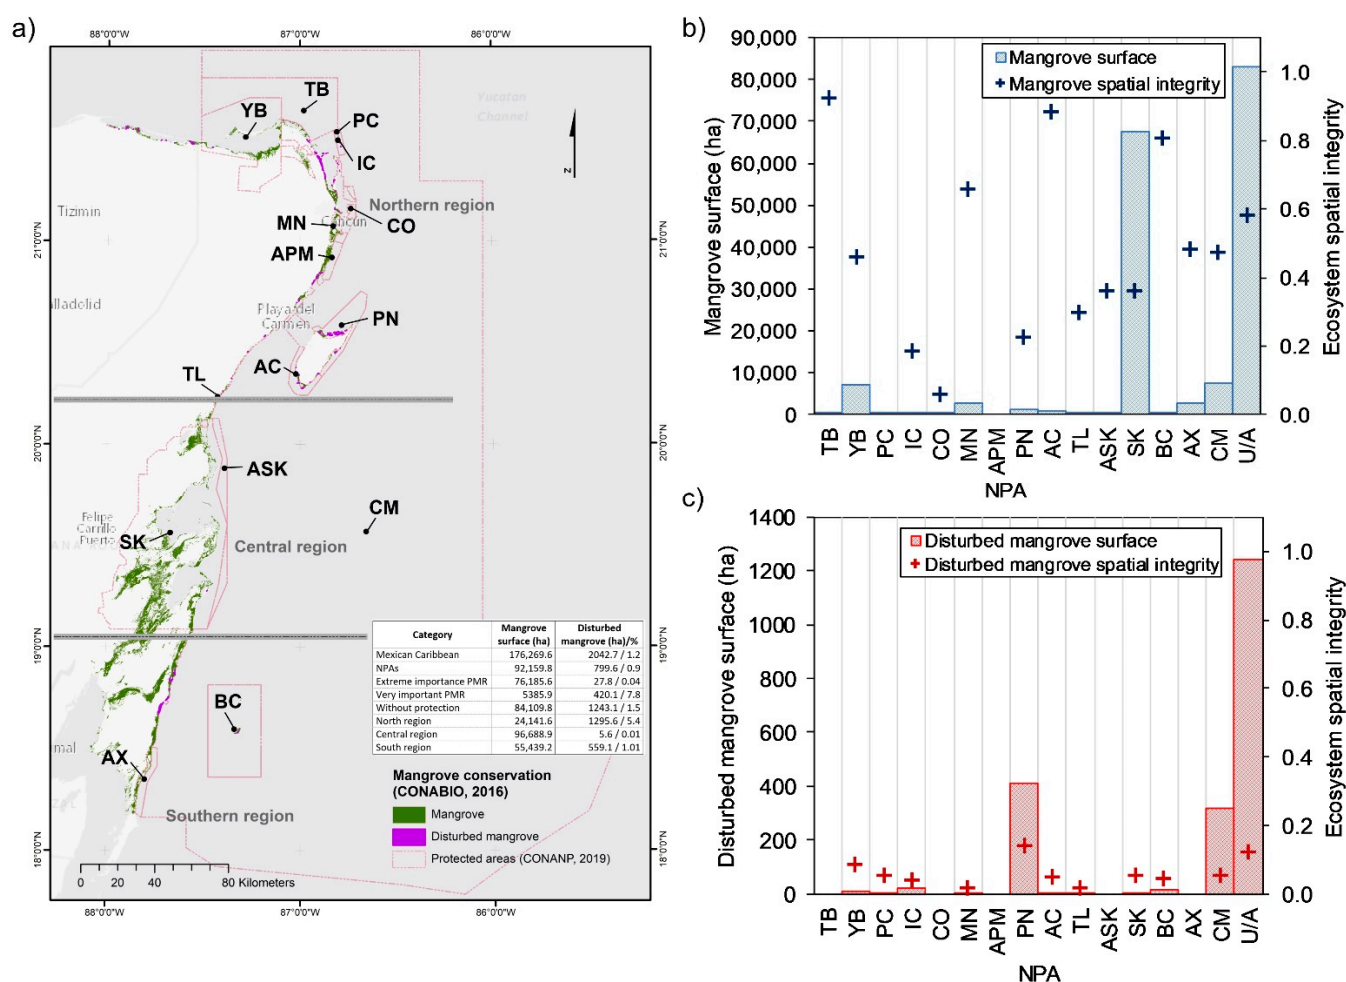 a)
88°0'0"W 87°0'0"W 86°0'0"W
TB
YB
PC
IC
Yucatan
Channel
N
Tizimin
Northern region
MN
Cancun
CO
21°0'0"N
21°0'0"N
APM
alladolid
Playa del
Carmen
PN
AC
TL
20°0'0"N
20°0'0"N
ASK
CM
Felipe
Carrillo
Puerto
SK
Central region
19°0'0"N
19°0'0"N
Category Mangrove surface (ha) Disturbed mangrove (ha)/%
Mexican Caribbean 176,269.6 2042.7 / 1.2
NPAs 92,159.8 799.6 / 0.9
Extreme importance PMR 76,185.6 27.8 / 0.04
Very important PMR 5385.9 420.1 / 7.8
Without protection 84,109.8 1243.1 / 1.5
North region 24,141.6 1295.6 / 5.4
Central region 96,688.9 5.6 / 0.01
South region 55,439.2 559.1 / 1.01
BC
mal
AX
Southern region
Mangrove conservation
(CONABIO, 2016)
Mangrove
Disturbed mangrove
Protected areas (CONANP, 2019)
18°0'0"N
18°0'0"N
0 20 40 80 Kilometers
88°0'0"W 87°0'0"W 86°0'0"W
b)
Mangrove surface
Mangrove spatial integrity
Mangrove surface (ha)
90,000
80,000
70,000
60,000
50,000
40,000
30,000
20,000
10,000
0
1.0
0.8
0.6
0.4
0.2
0.0
Ecosystem spatial integrity
TB YB PC IC CO MN APM PN AC TL ASK SK BC AX CM U/A
NPA
c)
Disturbed mangrove surface
Disturbed mangrove spatial integrity
Disturbed mangrove surface (ha)
1400
1200
1000
800
600
400
200
0
1.0
0.8
0.6
0.4
0.2
0.0
Ecosystem spatial integrity
TB YB PC IC CO MN APM PN AC TL ASK SK BC AX CM U/A
NPA